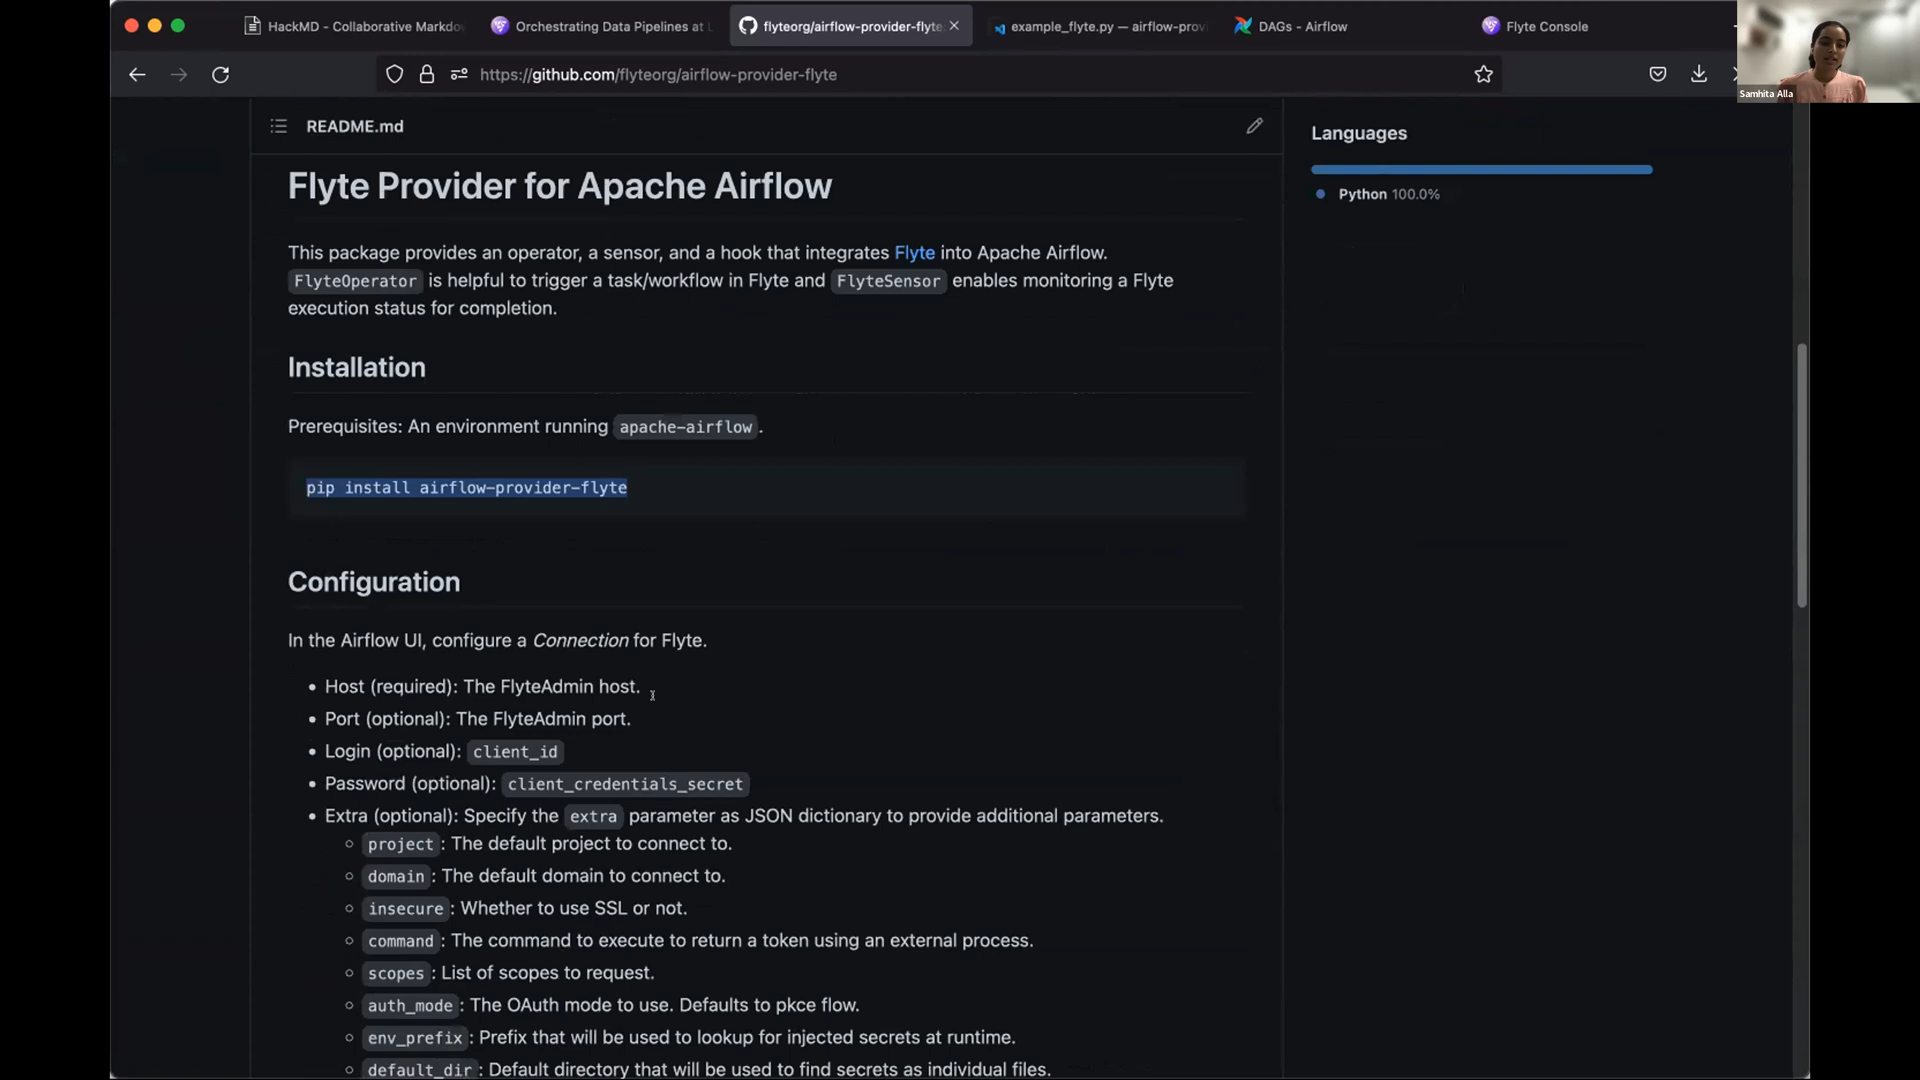 HackMD - Collaborative Markdo
Orchestrating Data Pipelines at L
flyteorg/airflow-provider-flyte
example_flyte.py — airflow-prov
DAGs - Airflow
Flyte Console
https://github.com/flyteorg/airflow-provider-flyte
Samhita Alla
README.md
Languages
Python 100.0%
Flyte Provider for Apache Airflow
This package provides an operator, a sensor, and a hook that integrates Flyte into Apache Airflow.
FlyteOperator is helpful to trigger a task/workflow in Flyte and FlyteSensor enables monitoring a Flyte
execution status for completion.
Installation
Prerequisites: An environment running apache-airflow.
pip install airflow-provider-flyte
Configuration
In the Airflow UI, configure a Connection for Flyte.
• Host (required): The FlyteAdmin host.
• Port (optional): The FlyteAdmin port.
• Login (optional): client_id
• Password (optional): client_credentials_secret
• Extra (optional): Specify the extra parameter as JSON dictionary to provide additional parameters.
◦ project: The default project to connect to.
◦ domain: The default domain to connect to.
◦ insecure: Whether to use SSL or not.
◦ command: The command to execute to return a token using an external process.
◦ scopes: List of scopes to request.
◦ auth_mode: The OAuth mode to use. Defaults to pkce flow.
◦ env_prefix: Prefix that will be used to lookup for injected secrets at runtime.
◦ default_dir: Default directory that will be used to find secrets as individual files.